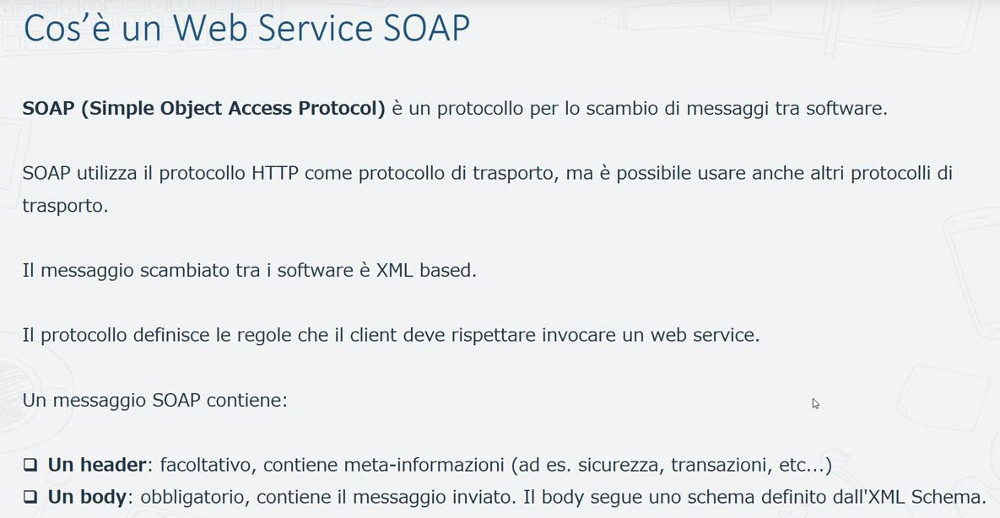 Cos’è un Web Service SOAP
SOAP (Simple Object Access Protocol) è un protocollo per lo scambio di messaggi tra software.
SOAP utilizza il protocollo HTTP come protocollo di trasporto, ma è possibile usare anche altri protocolli di
trasporto.
Il messaggio scambiato tra i software è XML based.
Il protocollo definisce le regole che il client deve rispettare invocare un web service.
Un messaggio SOAP contiene:
❑ Un header: facoltativo, contiene meta-informazioni (ad es. sicurezza, transazioni, etc...)
❑ Un body: obbligatorio, contiene il messaggio inviato. Il body segue uno schema definito dall'XML Schema.